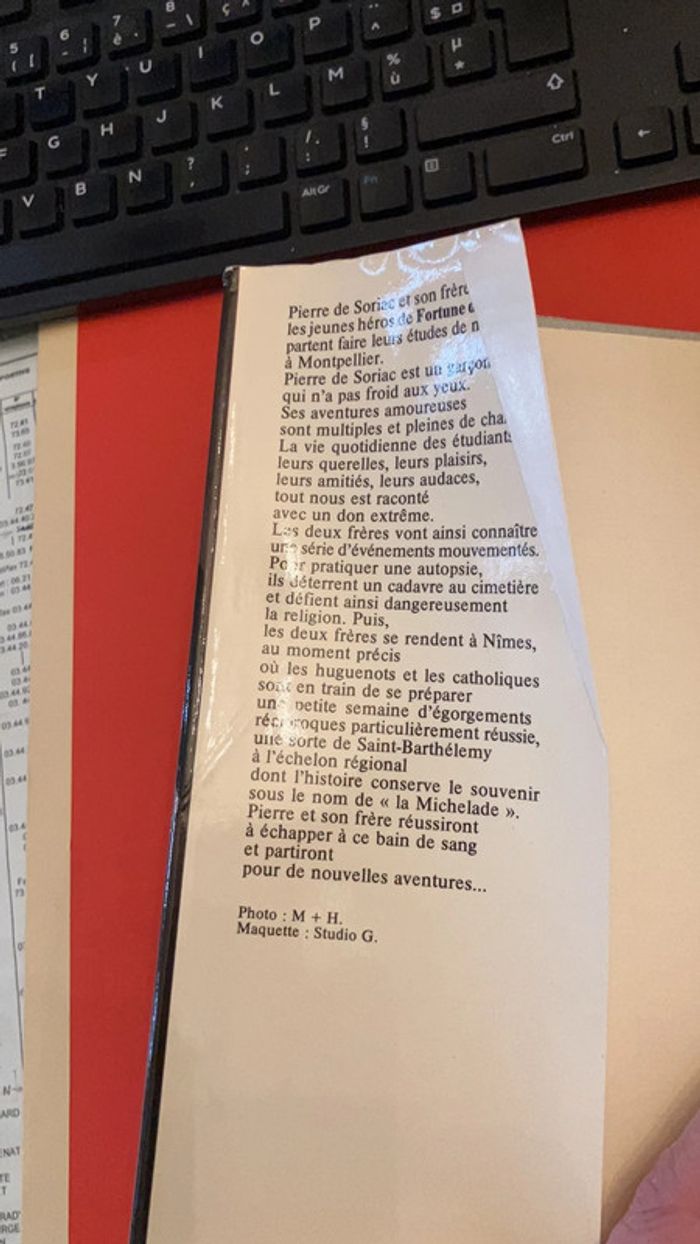 5 ( [
6 - |
7 è `
8 _ \
ç ^
$ ¤
T
Y
U
I
O
P
^
% ù
µ *
G
H
J
K
L
M
V
B
N
? ,
. ;
/ :
§ !
AltGr
Fn
Ctrl
←
Pierre de Soriac et son frère
les jeunes héros de Fortune
partent faire leurs études de
à Montpellier.
Pierre de Soriac est un garçon
qui n'a pas froid aux yeux.
Ses aventures amoureuses
sont multiples et pleines de
La vie quotidienne des étudiants
leurs querelles, leurs plaisirs,
leurs amitiés, leurs audaces,
tout nous est raconté
avec un don extrême.
Les deux frères vont ainsi connaître
une série d'événements mouvementés.
Pour pratiquer une autopsie,
ils déterrent un cadavre au cimetière
et défient ainsi dangereusement
la religion. Puis,
les deux frères se rendent à Nîmes,
au moment précis
où les huguenots et les catholiques
sont en train de se préparer
une petite semaine d'égorgements
réciproques particulièrement réussie,
une sorte de Saint-Barthélemy
à l'échelon régional
dont l'histoire conserve le souvenir
sous le nom de « la Michelade ».
Pierre et son frère réussiront
à échapper à ce bain de sang
et partiront
pour de nouvelles aventures...
Photo : M + H.
Maquette : Studio G.